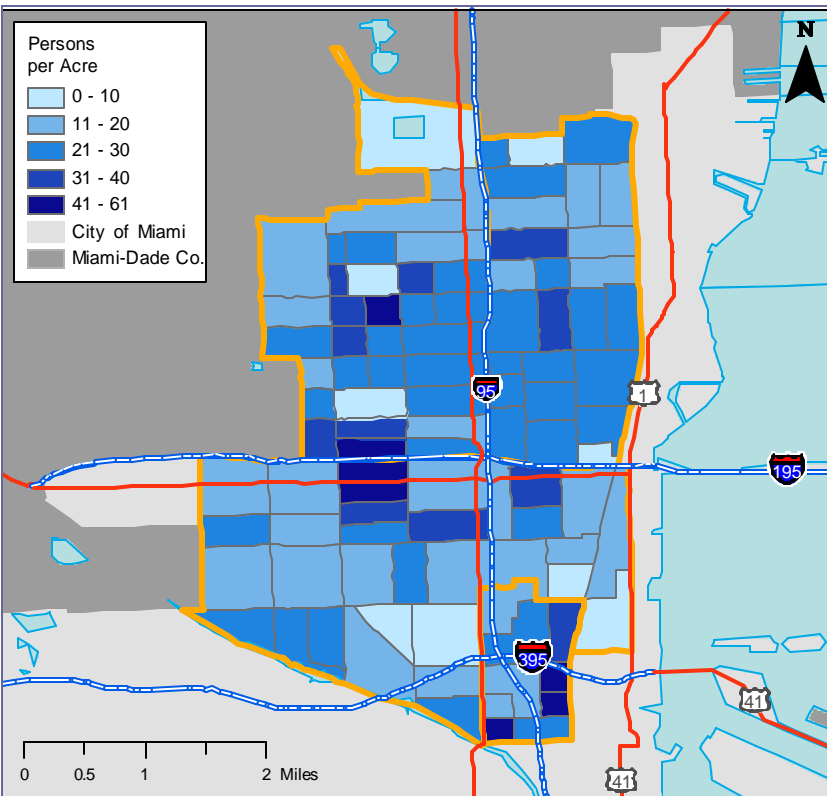 Persons
per Acre
0 - 10
11 - 20
21 - 30
31 - 40
41 - 61
City of Miami
Miami-Dade Co.
N
95
1
195
395
41
41
0 0.5 1 2 Miles